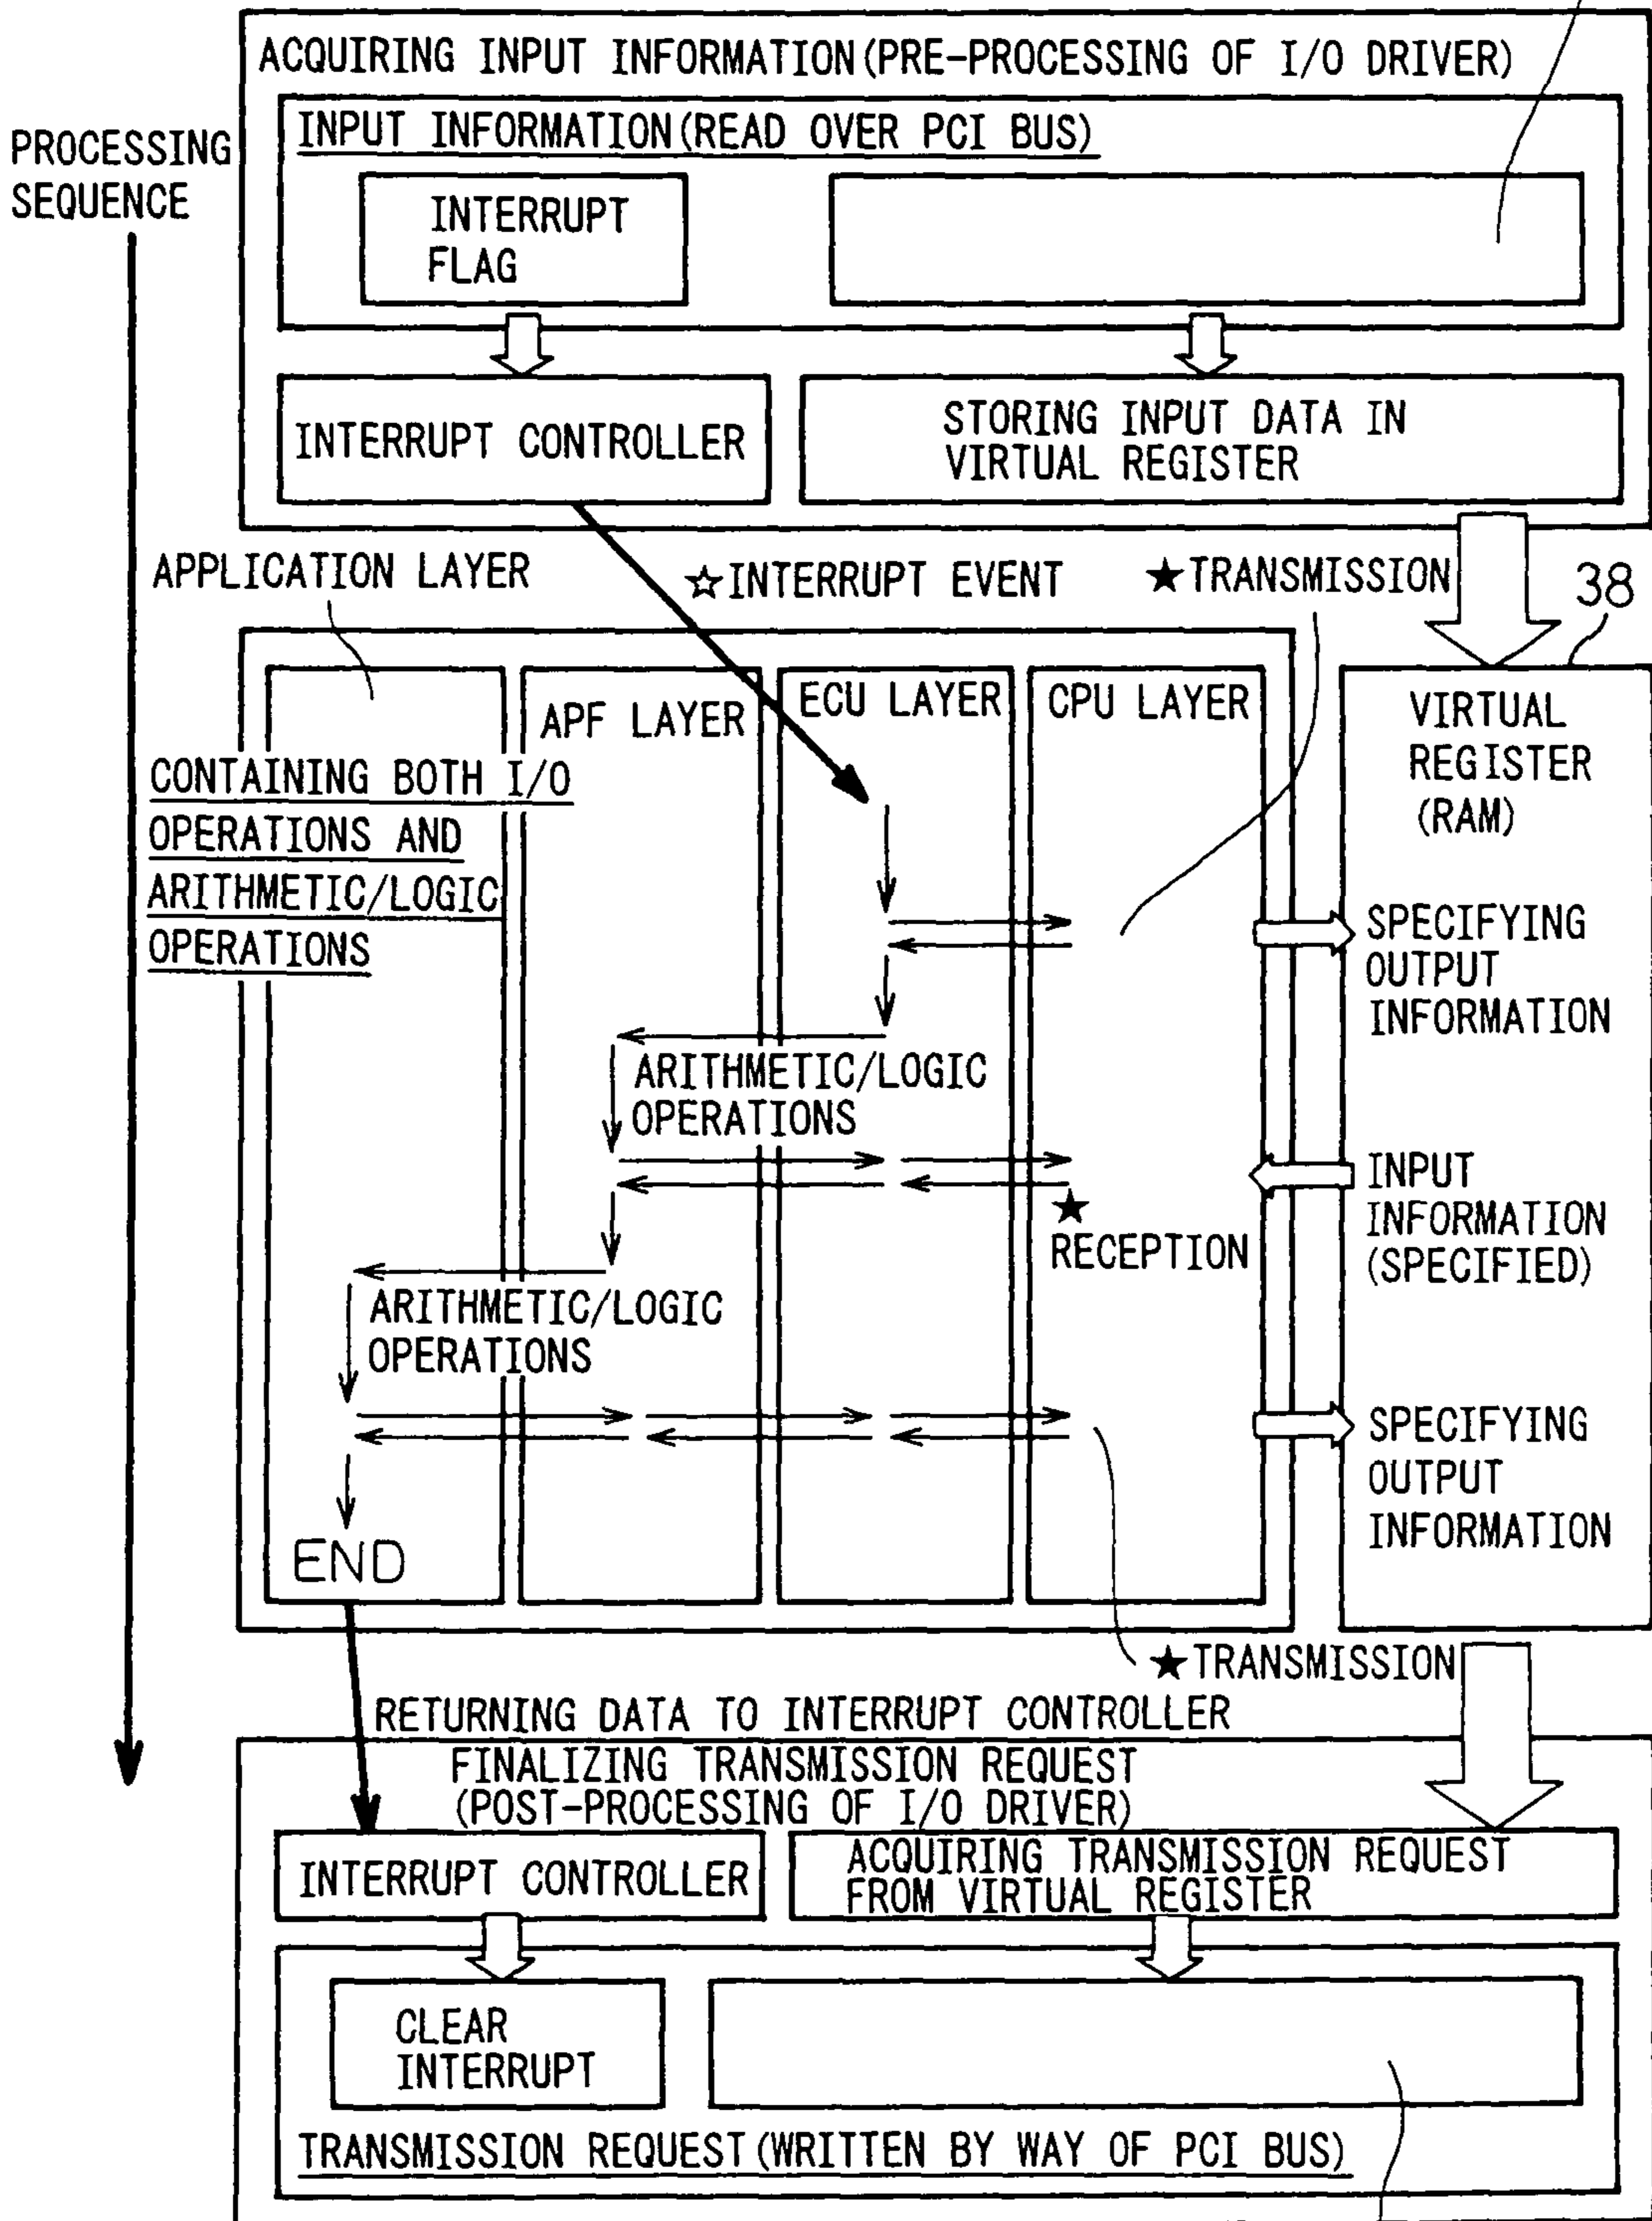 ACQUIRING INPUT INFORMATION(PRE-PROCESSING OF I/O DRIVER)
INPUT INFORMATION(READ OVER PCI BUS)
PROCESSING
SEQUENCE
INTERRUPT
FLAG
INTERRUPT CONTROLLER
STORING INPUT DATA IN
VIRTUAL REGISTER
APPLICATION LAYER
☆INTERRUPT EVENT
★TRANSMISSION
38
APF LAYER
ECU LAYER
CPU LAYER
VIRTUAL
REGISTER
(RAM)
CONTAINING BOTH I/O
OPERATIONS AND
ARITHMETIC/LOGIC
OPERATIONS
SPECIFYING
OUTPUT
INFORMATION
ARITHMETIC/LOGIC
OPERATIONS
★
RECEPTION
INPUT
INFORMATION
(SPECIFIED)
ARITHMETIC/LOGIC
OPERATIONS
SPECIFYING
OUTPUT
INFORMATION
END
★TRANSMISSION
RETURNING DATA TO INTERRUPT CONTROLLER
FINALIZING TRANSMISSION REQUEST
(POST-PROCESSING OF I/O DRIVER)
INTERRUPT CONTROLLER
ACQUIRING TRANSMISSION REQUEST
FROM VIRTUAL REGISTER
CLEAR
INTERRUPT
TRANSMISSION REQUEST(WRITTEN BY WAY OF PCI BUS)